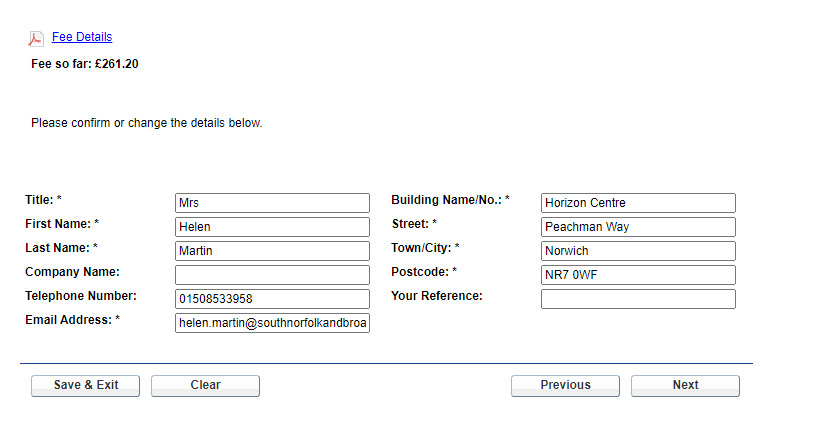 Fee Details
Fee so far: £261.20
Please confirm or change the details below.
Title: * Mrs
First Name: * Helen
Last Name: * Martin
Company Name:
Telephone Number: 01508533958
Email Address: * helen.martin@southnorfolkandbroa
Building Name/No.: * Horizon Centre
Street: * Peachman Way
Town/City: * Norwich
Postcode: * NR7 0WF
Your Reference:
Save & Exit Clear Previous Next